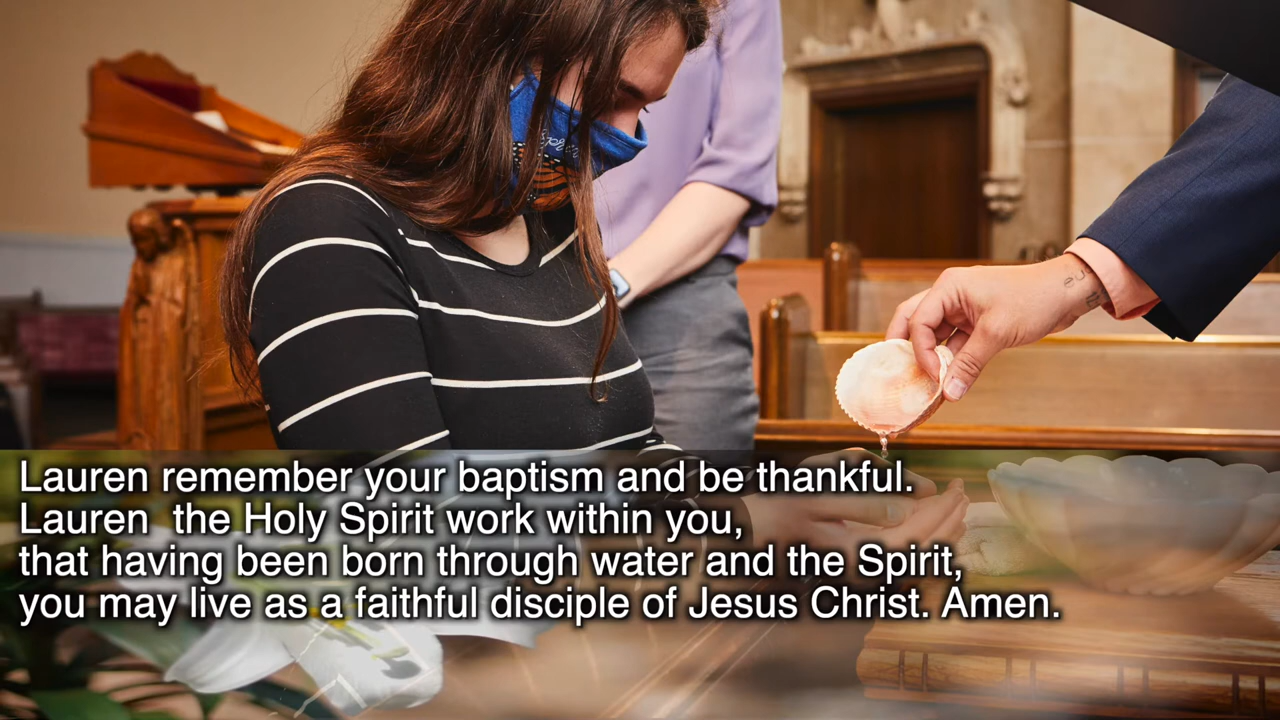 Lauren remember your baptism and be thankful.
Lauren  the Holy Spirit work within you,
that having been born through water and the Spirit,
you may live as a faithful disciple of Jesus Christ. Amen.